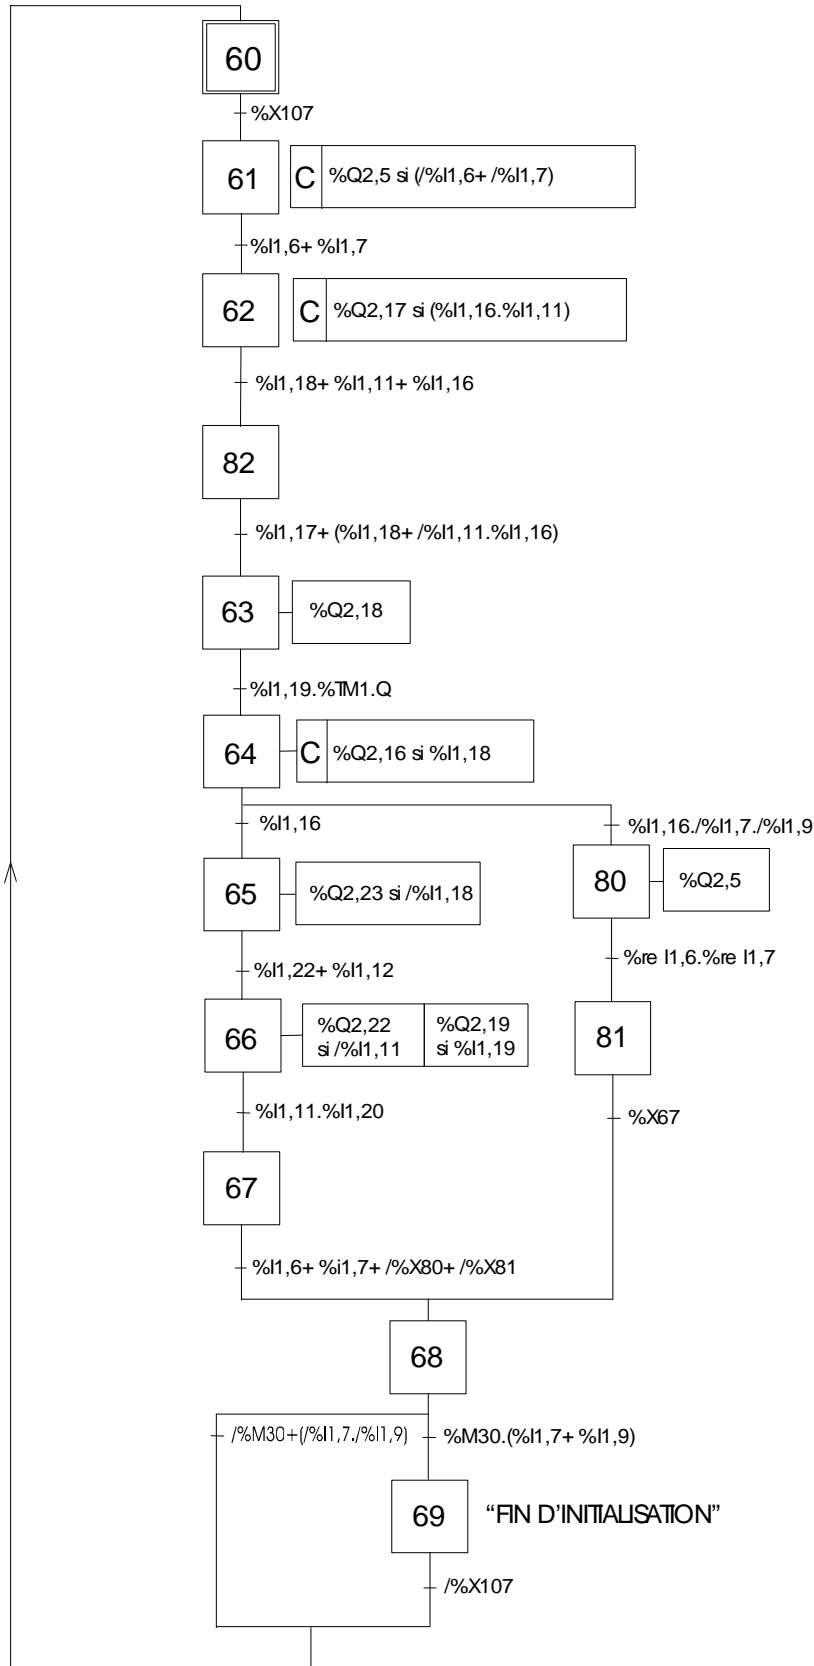 60
%X107
61
C %Q2,5 si (/%I1,6+ /%I1,7)
%I1,6+ %I1,7
62
C %Q2,17 si (%I1,16.%I1,11)
%I1,18+ %I1,11+ %I1,16
82
%I1,17+ (%I1,18+ /%I1,11.%I1,16)
63
%Q2,18
%I1,19.%TM1.Q
64
C %Q2,16 si %I1,18
%I1,16
%I1,16./%I1,7./%I1,9
65
%Q2,23 si /%I1,18
80
%Q2,5
%I1,22+ %I1,12
%re I1,6.%re I1,7
66
%Q2,22
si /%I1,11
%Q2,19
si %I1,19
81
%I1,11.%I1,20
%X67
67
%I1,6+ %i1,7+ /%X80+ /%X81
68
/%M30+(/%I1,7./%I1,9)
%M30.(%I1,7+ %I1,9)
69
“FIN D’INITIALISATION”
/%X107